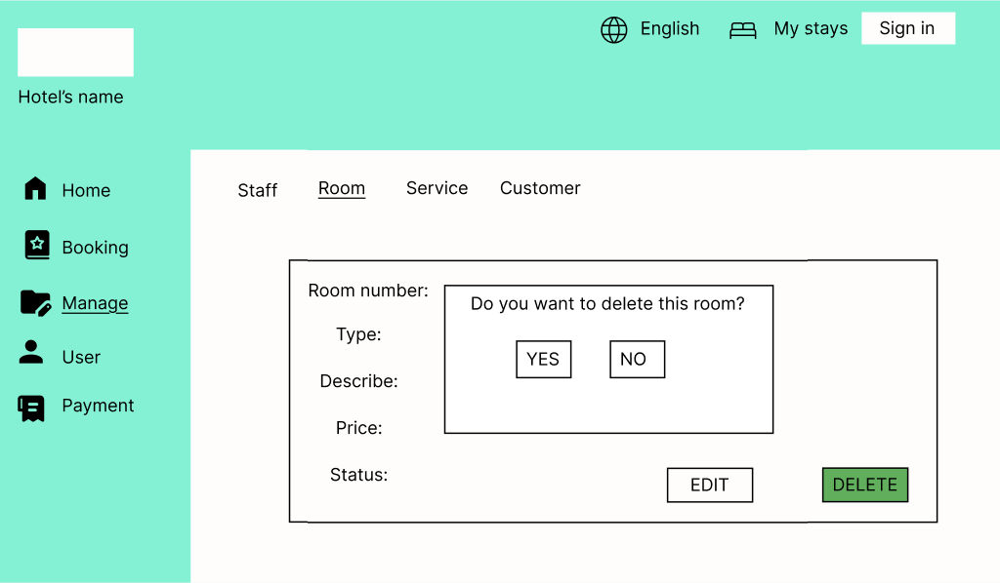 English
My stays
Sign in
Hotel's name
Home
Booking
Manage
User
Payment
Staff
Room
Service
Customer
Room number:
Type:
Describe:
Price:
Status:
Do you want to delete this room?
YES
NO
EDIT
DELETE